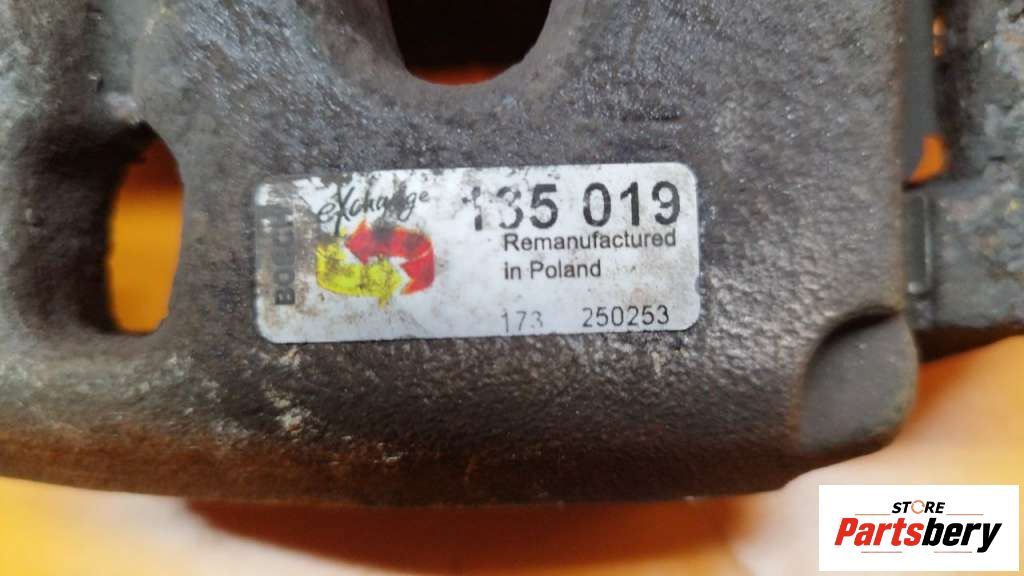 BOSCH
eXchange
135 019
Remanufactured
in Poland
173 250253
STORE
Partsbery